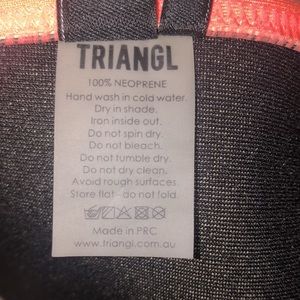 TRIANGL
100% NEOPRENE
Hand wash in cold water.
Dry in shade.
Iron inside out.
Do not spin dry.
Do not bleach.
Do not tumble dry.
Do not dry clean.
Avoid rough surfaces.
Store flat - do not fold.
Made in PRC
www.triangl.com.au